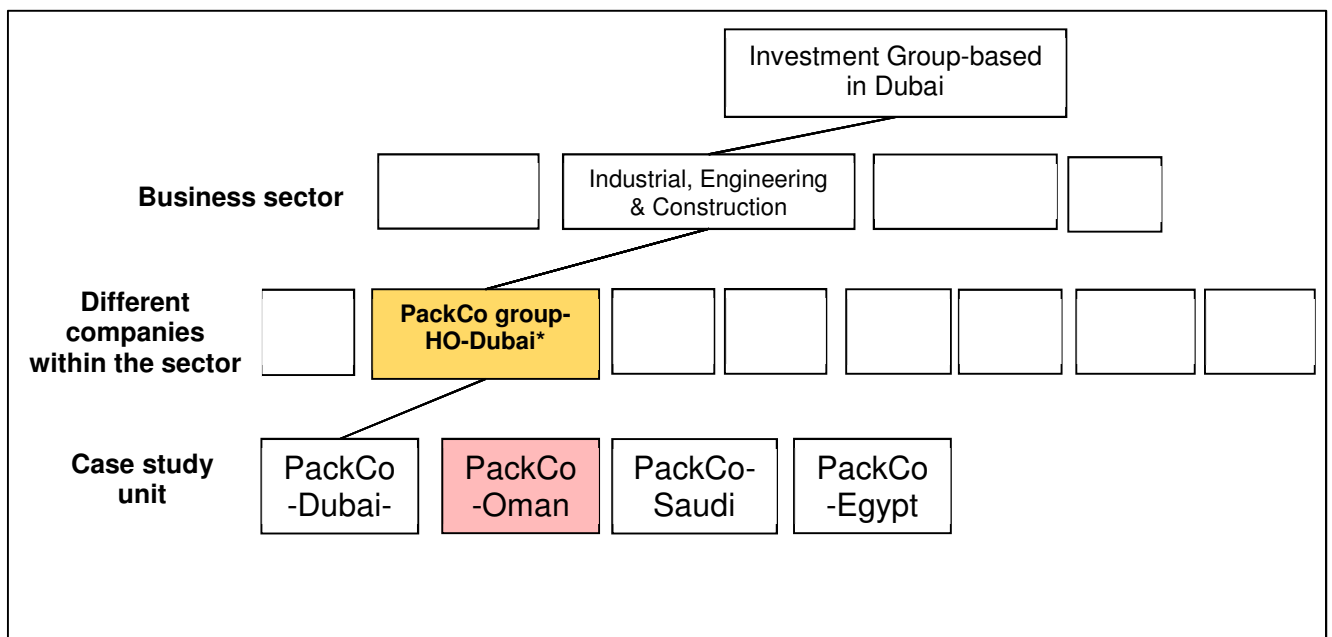 Investment Group-based
in Dubai
Business sector
Industrial, Engineering
& Construction
Different
companies
within the sector
PackCo group-
HO-Dubai*
Case study
unit
PackCo
-Dubai-
PackCo
-Oman
PackCo-
Saudi
PackCo
-Egypt